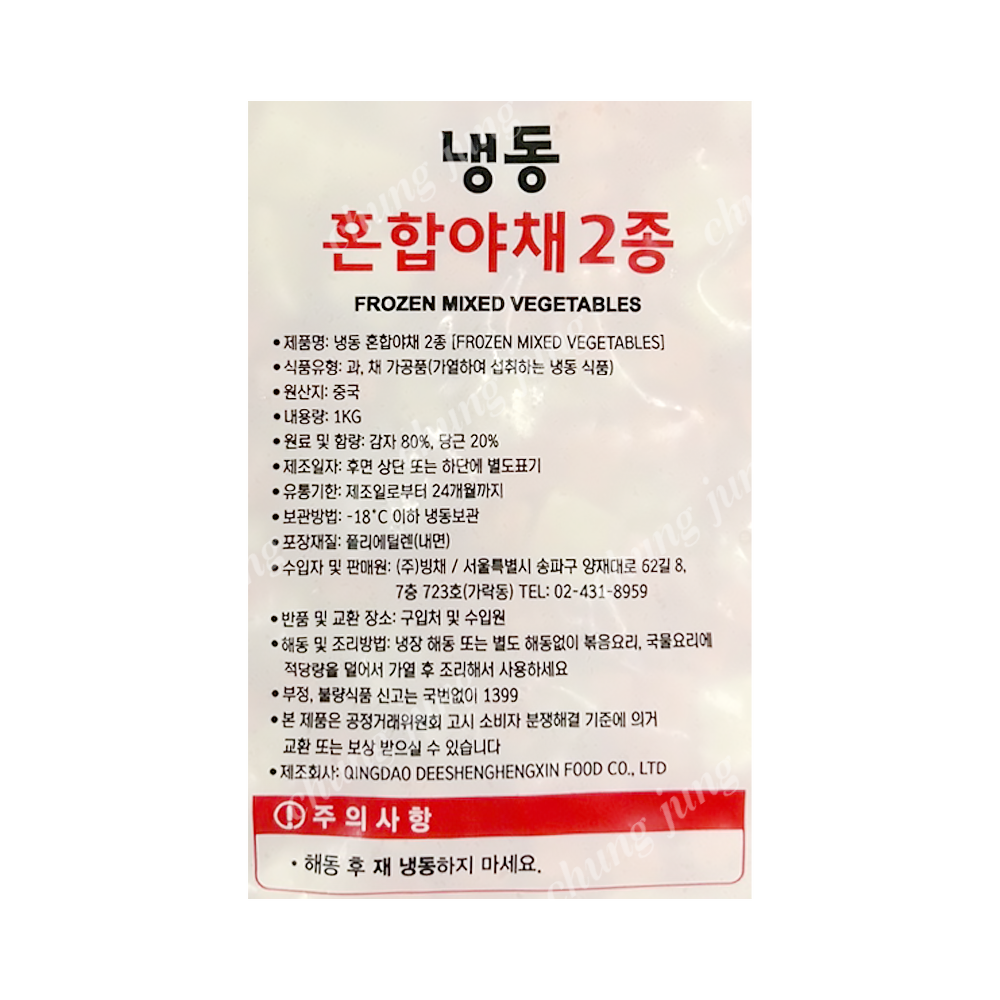 냉동
혼합야채2종
FROZEN MIXED VEGETABLES
• 제품명: 냉동 혼합야채 2종 [FROZEN MIXED VEGETABLES]
• 식품유형: 과, 채 가공품(가열하여 섭취하는 냉동 식품)
• 원산지: 중국
• 내용량: 1KG
• 원료 및 함량: 감자 80%, 당근 20%
• 제조일자: 후면 상단 또는 하단에 별도표기
• 유통기한: 제조일로부터 24개월까지
• 보관방법: -18°C 이하 냉동보관
• 포장재질: 폴리에틸렌(내면)
• 수입자 및 판매원: (주)빙채 / 서울특별시 송파구 양재대로 62길 8,
7층 723호(가락동) TEL: 02-431-8959
• 반품 및 교환 장소: 구입처 및 수입원
• 해동 및 조리방법: 냉장 해동 또는 별도 해동없이 볶음요리, 국물요리에
적당량을 덜어서 가열 후 조리해서 사용하세요
• 부정, 불량식품 신고는 국번없이 1399
• 본 제품은 공정거래위원회 고시 소비자 분쟁해결 기준에 의거
교환 또는 보상 받으실 수 있습니다
• 제조회사: QINGDAO DEESHENGHENGXIN FOOD CO., LTD
주의사항
· 해동 후 재 냉동하지 마세요.
chung jung
chung jung
chung jung
chung jung
chung jung
chung jung